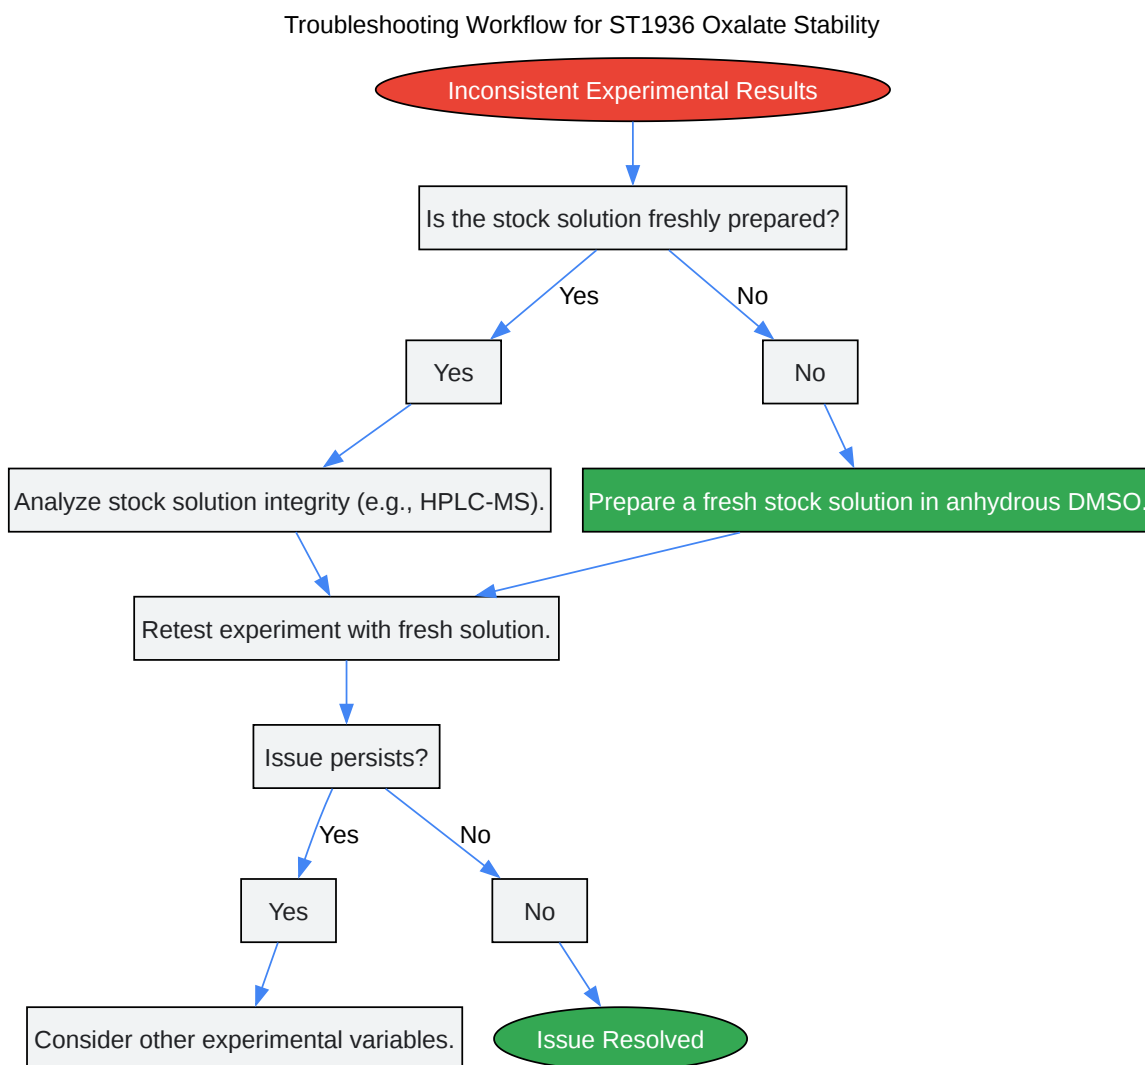 Troubleshooting Workflow for ST1936 Oxalate Stability
Inconsistent Experimental Results
Is the stock solution freshly prepared?
Yes
No
Yes
No
Analyze stock solution integrity (e.g., HPLC-MS).
Prepare a fresh stock solution in anhydrous DMSO.
Retest experiment with fresh solution.
Issue persists?
Yes
No
Yes
No
Consider other experimental variables.
Issue Resolved